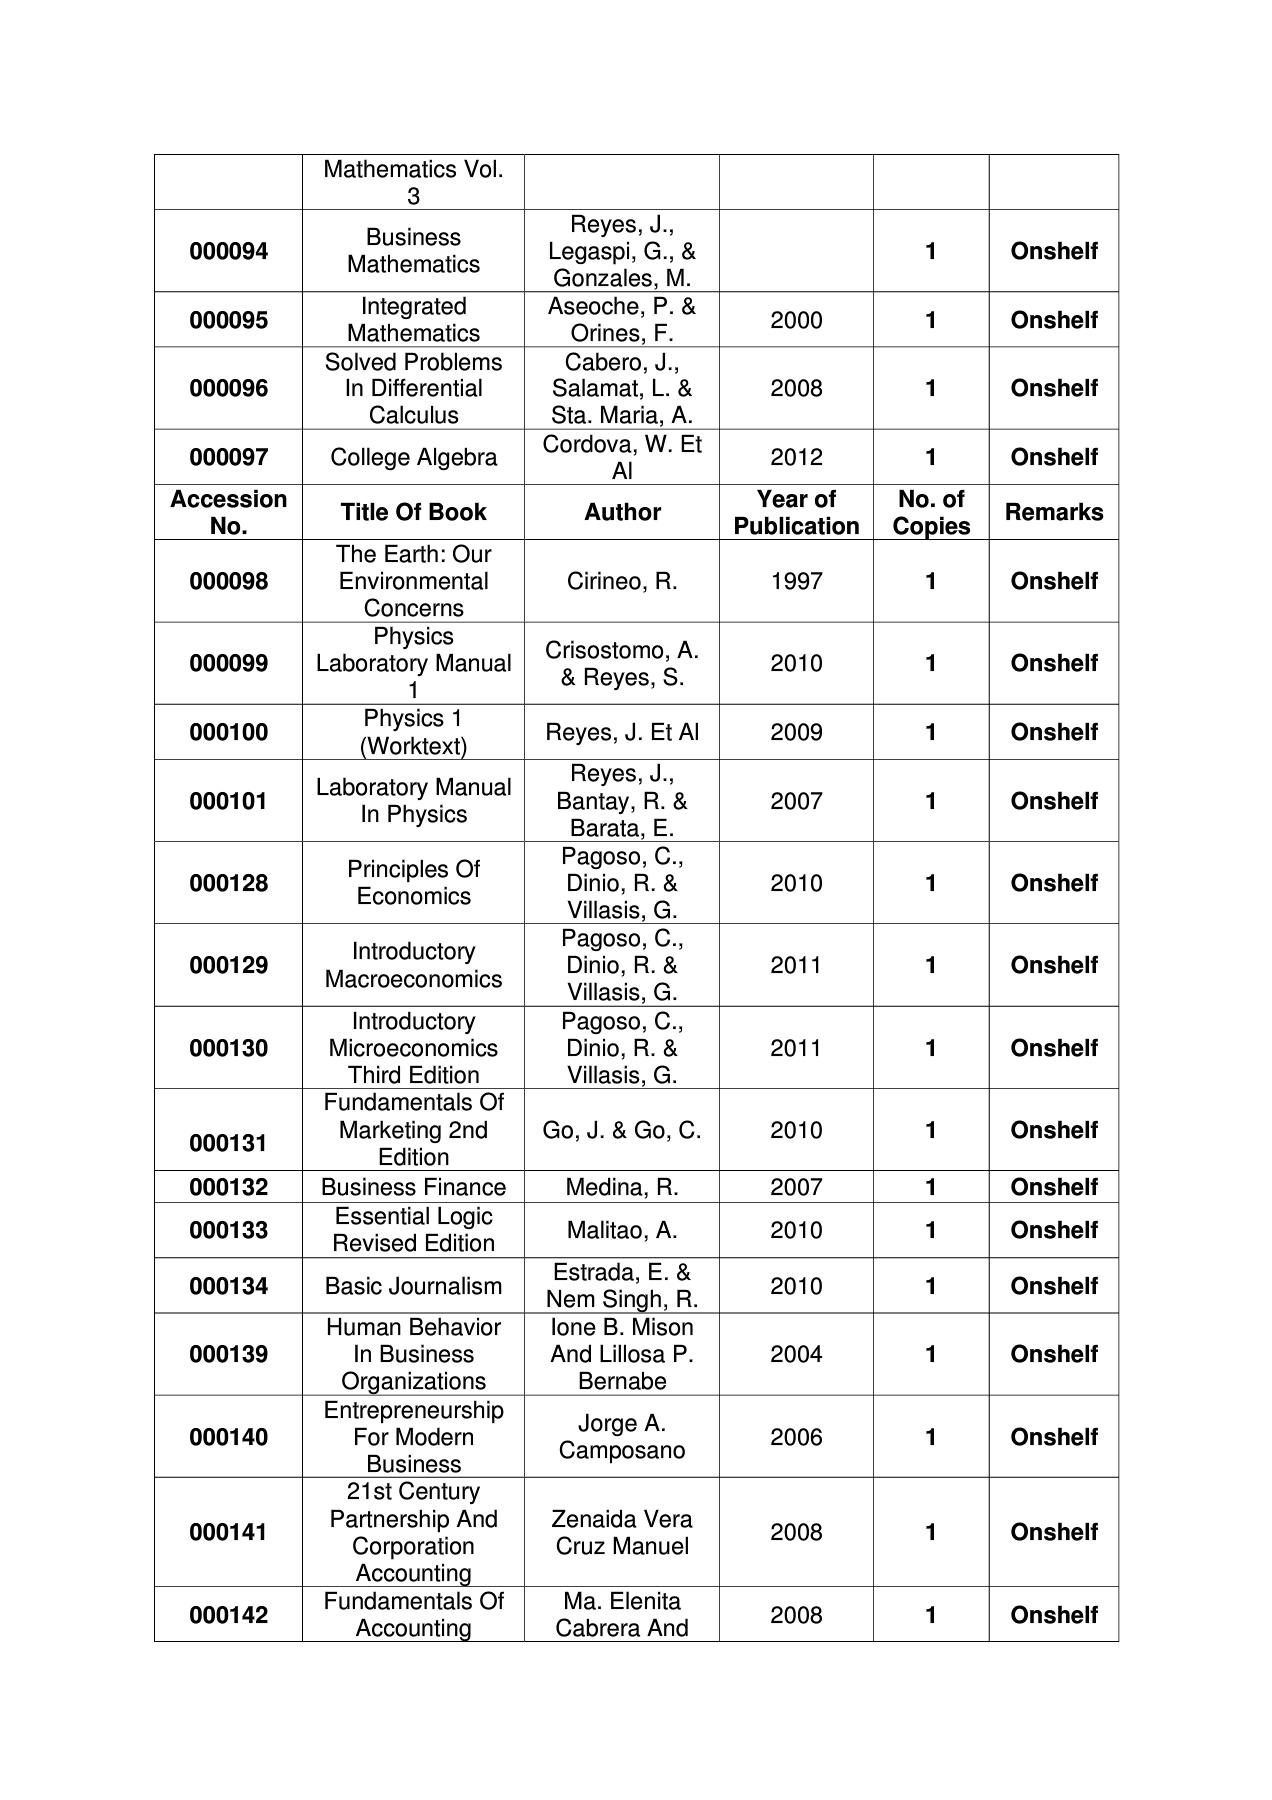 Mathematics Vol.
3
000094
Business
Mathematics
Reyes, J.,
Legaspi, G., &
Gonzales, M.
1
Onshelf
000095
Integrated
Mathematics
Aseoche, P. &
Orines, F.
2000
1
Onshelf
000096
Solved Problems
In Differential
Calculus
Cabero, J.,
Salamat, L. &
Sta. Maria, A.
2008
1
Onshelf
000097
College Algebra
Cordova, W. Et
Al
2012
1
Onshelf
Accession
No.
Title Of Book
Author
Year of
Publication
No. of
Copies
Remarks
000098
The Earth: Our
Environmental
Concerns
Cirineo, R.
1997
1
Onshelf
000099
Physics
Laboratory Manual
1
Crisostomo, A.
& Reyes, S.
2010
1
Onshelf
000100
Physics 1
(Worktext)
Reyes, J. Et Al
2009
1
Onshelf
000101
Laboratory Manual
In Physics
Reyes, J.,
Bantay, R. &
Barata, E.
2007
1
Onshelf
000128
Principles Of
Economics
Pagoso, C.,
Dinio, R. &
Villasis, G.
2010
1
Onshelf
000129
Introductory
Macroeconomics
Pagoso, C.,
Dinio, R. &
Villasis, G.
2011
1
Onshelf
000130
Introductory
Microeconomics
Third Edition
Pagoso, C.,
Dinio, R. &
Villasis, G.
2011
1
Onshelf
000131
Fundamentals Of
Marketing 2nd
Edition
Go, J. & Go, C.
2010
1
Onshelf
000132
Business Finance
Medina, R.
2007
1
Onshelf
000133
Essential Logic
Revised Edition
Malitao, A.
2010
1
Onshelf
000134
Basic Journalism
Estrada, E. &
Nem Singh, R.
2010
1
Onshelf
000139
Human Behavior
In Business
Organizations
Ione B. Mison
And Lillosa P.
Bernabe
2004
1
Onshelf
000140
Entrepreneurship
For Modern
Business
Jorge A.
Camposano
2006
1
Onshelf
000141
21st Century
Partnership And
Corporation
Accounting
Zenaida Vera
Cruz Manuel
2008
1
Onshelf
000142
Fundamentals Of
Accounting
Ma. Elenita
Cabrera And
2008
1
Onshelf